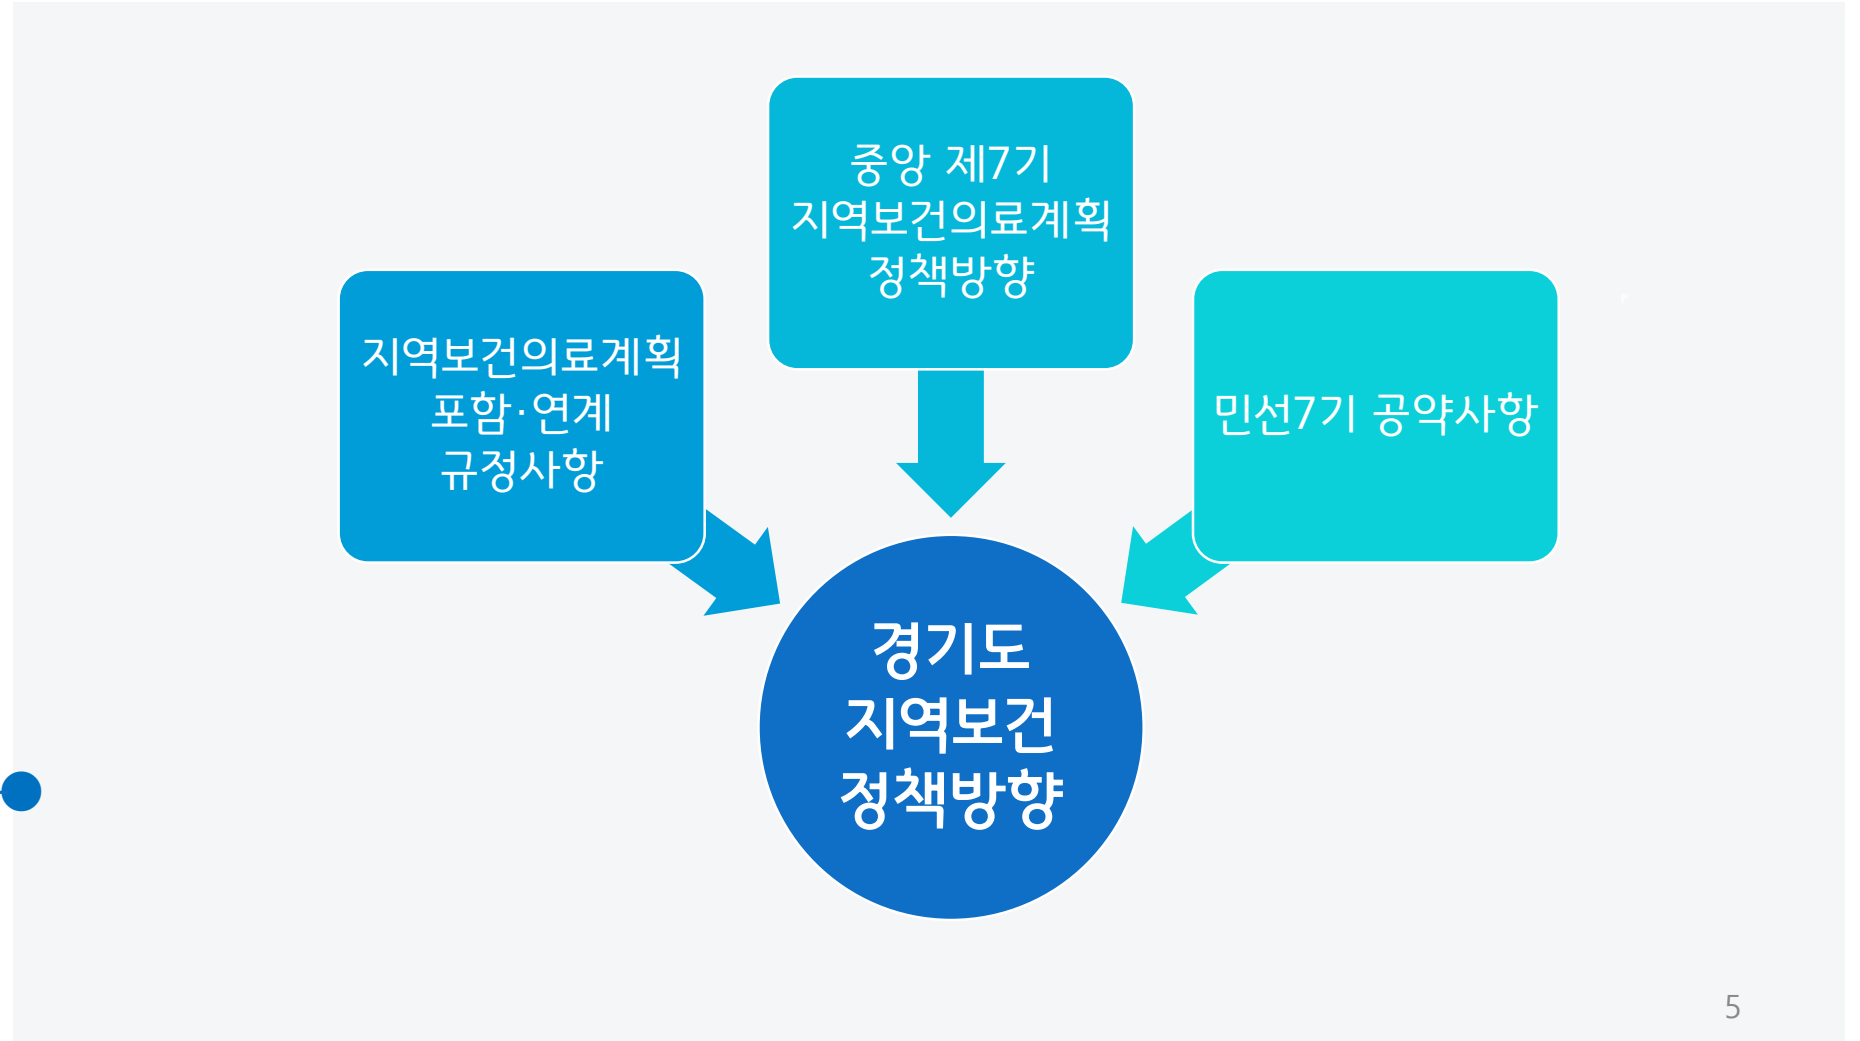 중앙 제7기
지역보건의료계획
정책방향
지역보건의료계획
포함·연계
규정사항
민선7기 공약사항
경기도
지역보건
정책방향
5